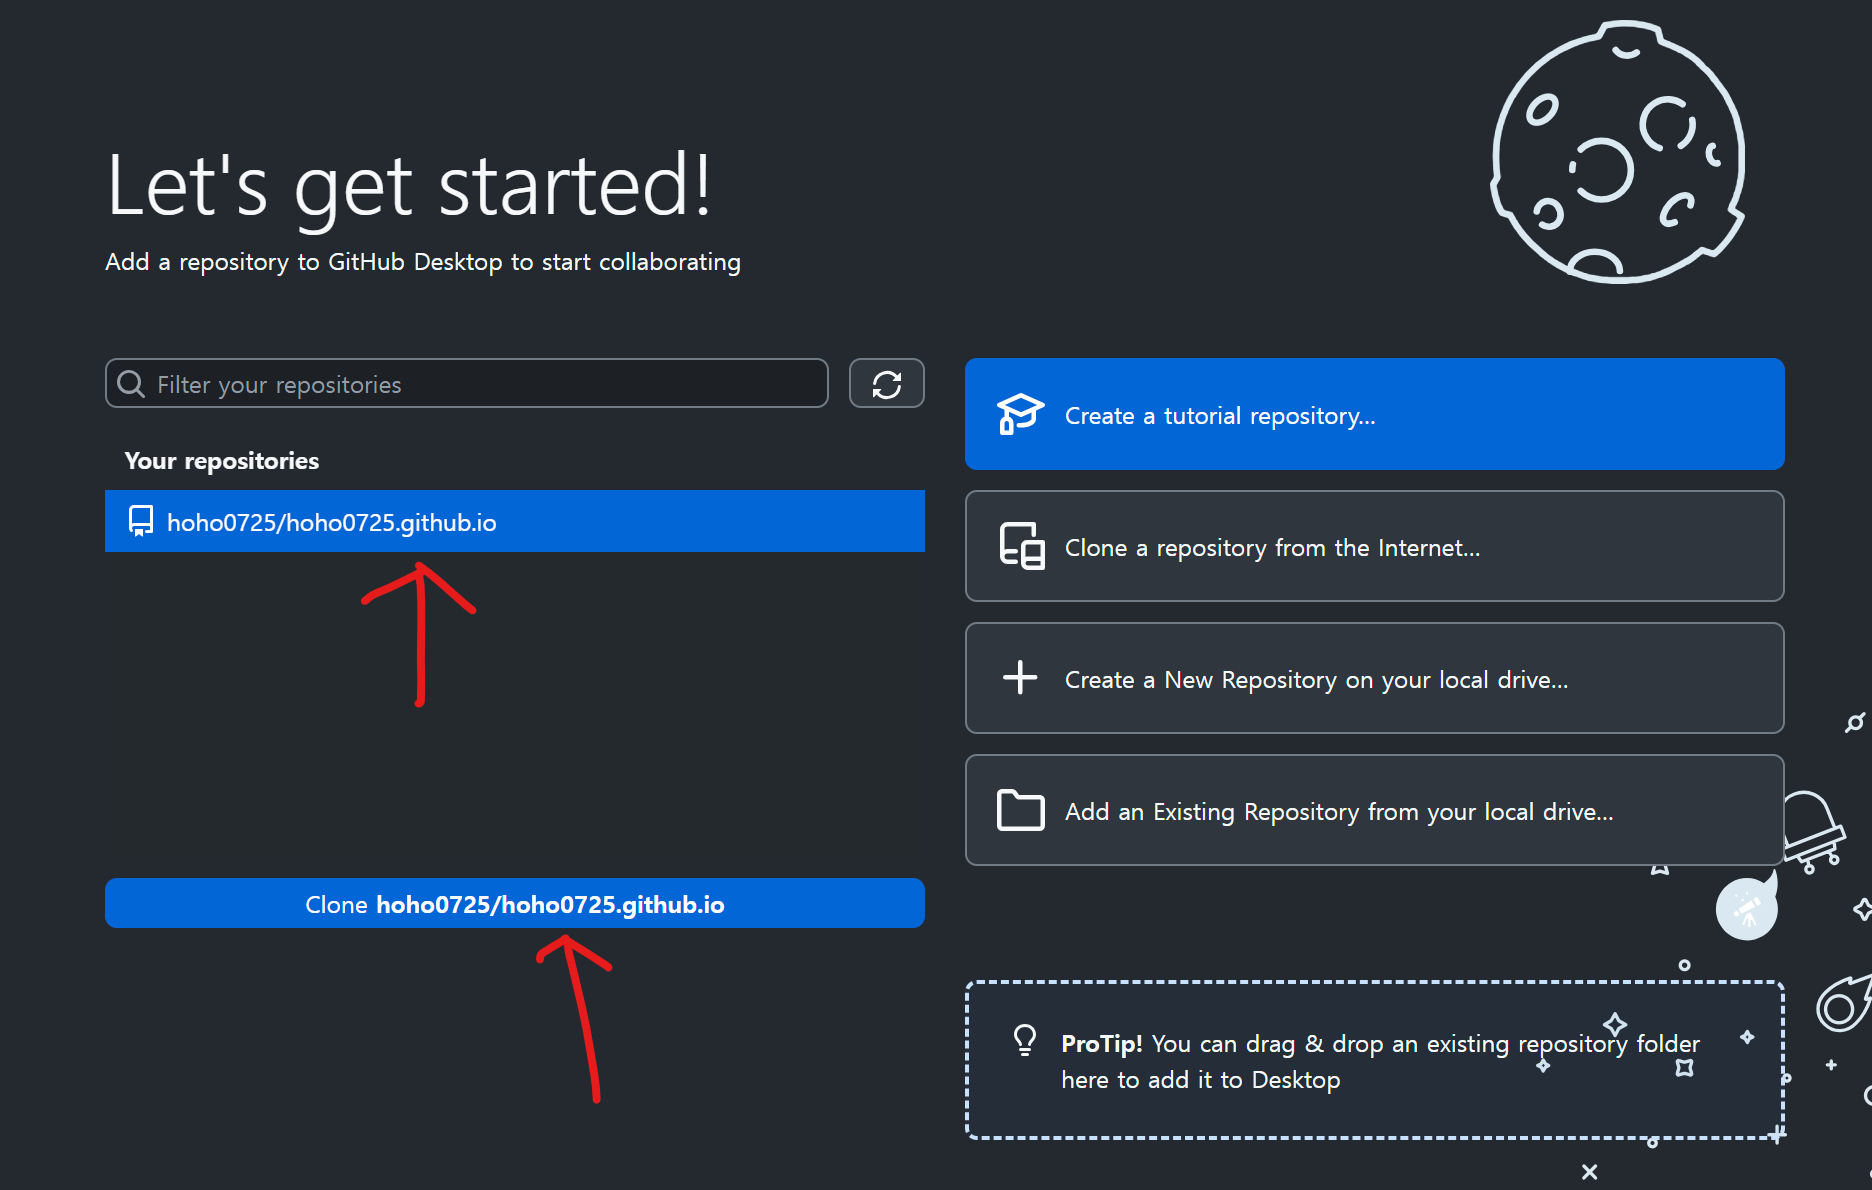 Let's get started!
Add a repository to GitHub Desktop to start collaborating
Filter your repositories
Your repositories
hoho0725/hoho0725.github.io
Clone hoho0725/hoho0725.github.io
Create a tutorial repository...
Clone a repository from the Internet...
Create a New Repository on your local drive...
Add an Existing Repository from your local drive...
ProTip! You can drag & drop an existing repository folder
here to add it to Desktop